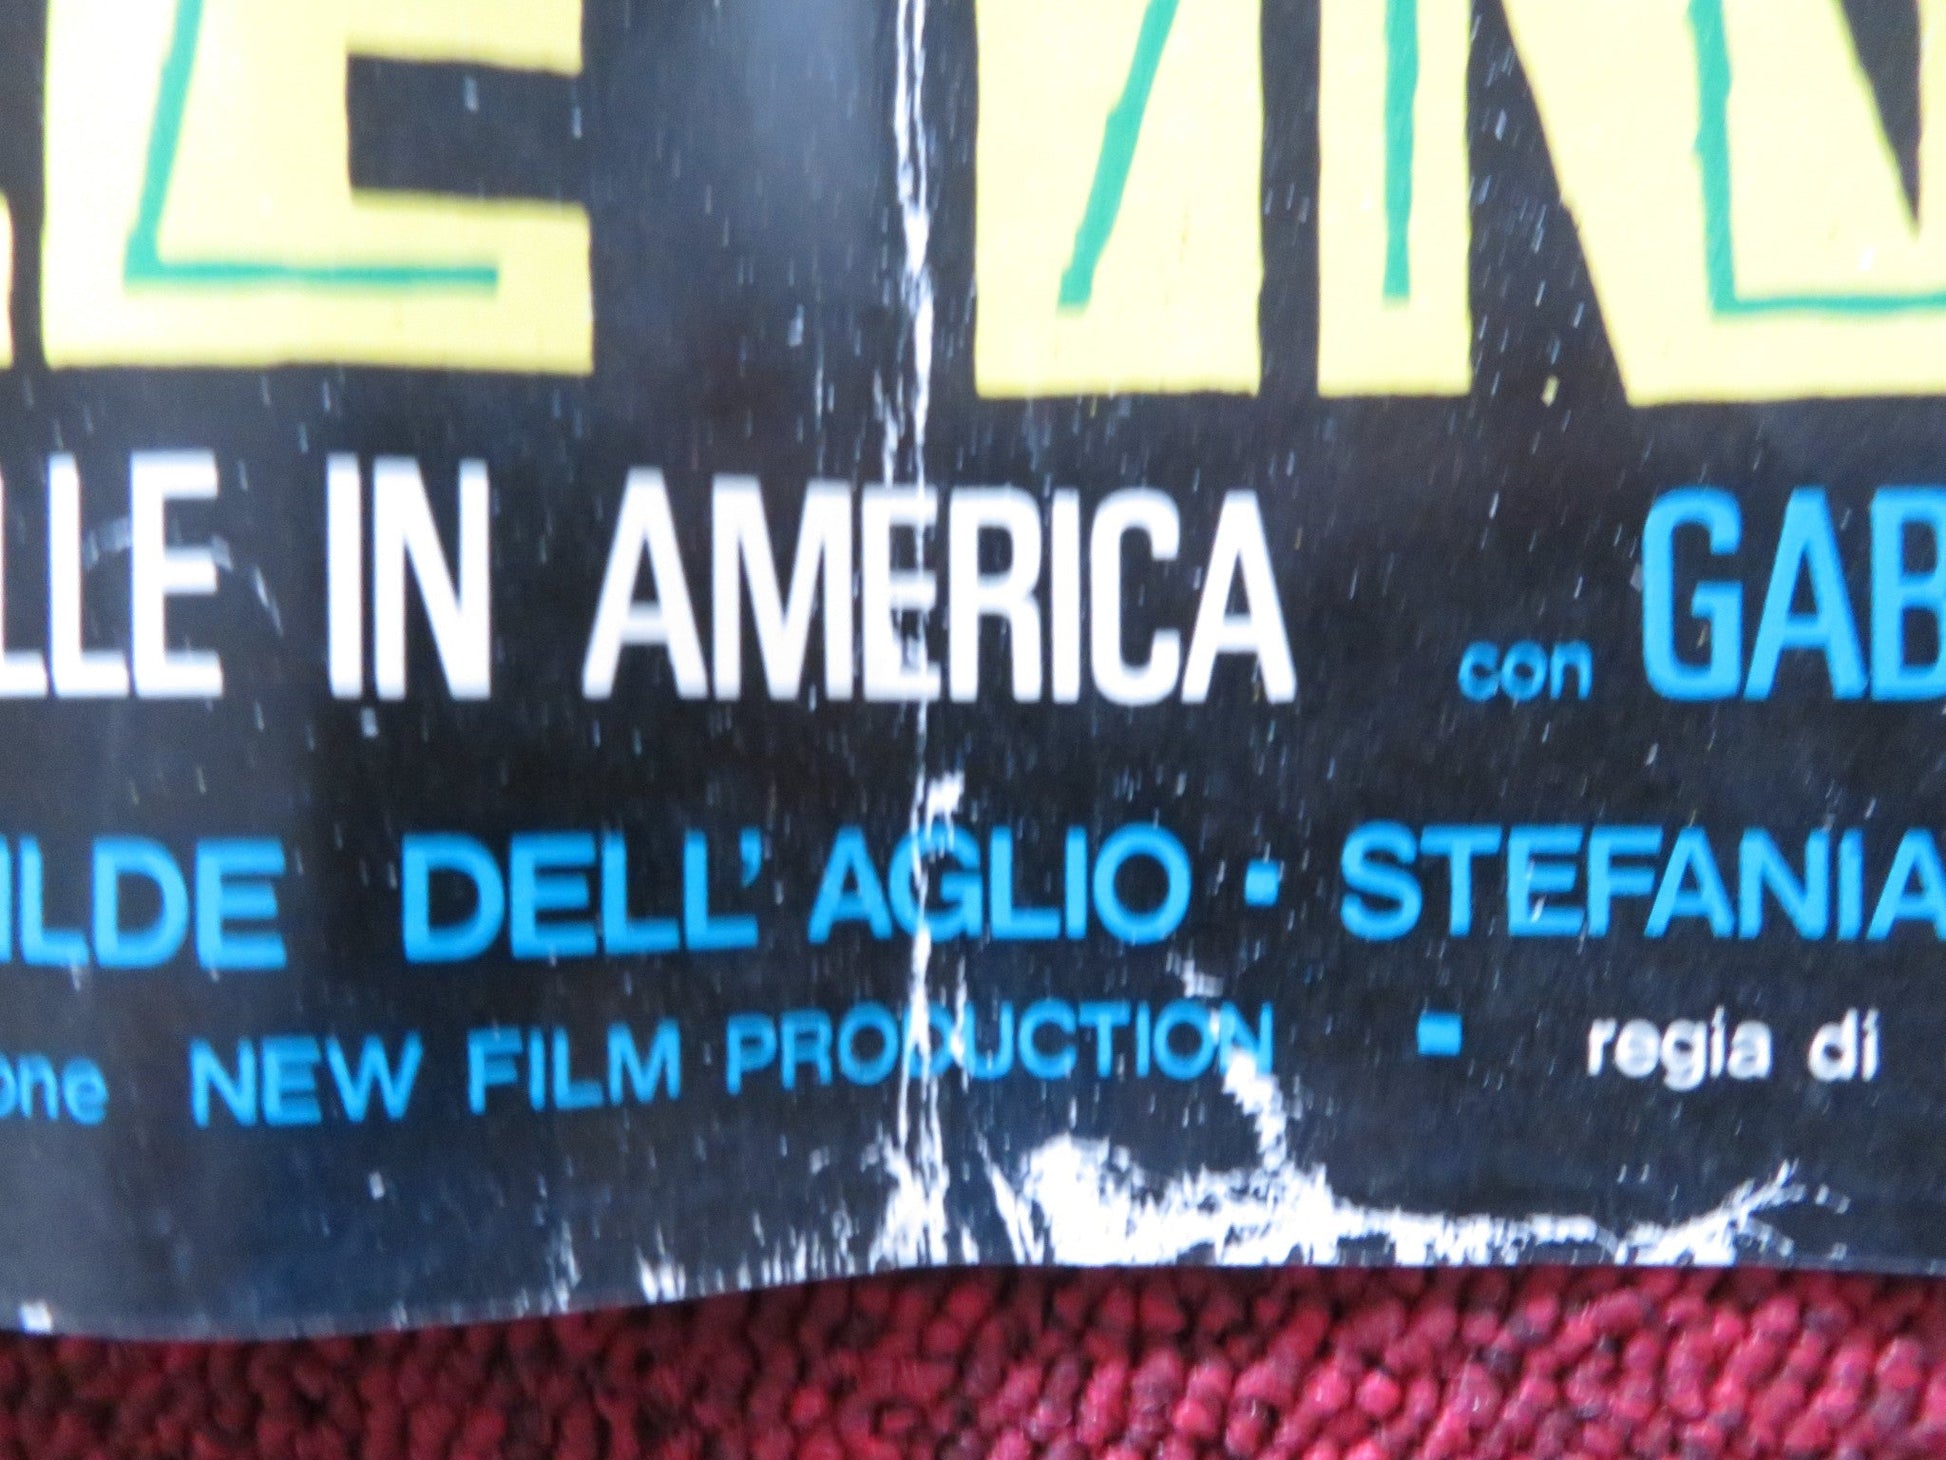 LLE IN AMERICA con GAB
ILDE DELL' AGLIO · STEFANIA
one NEW FILM PRODUCTION · regia di